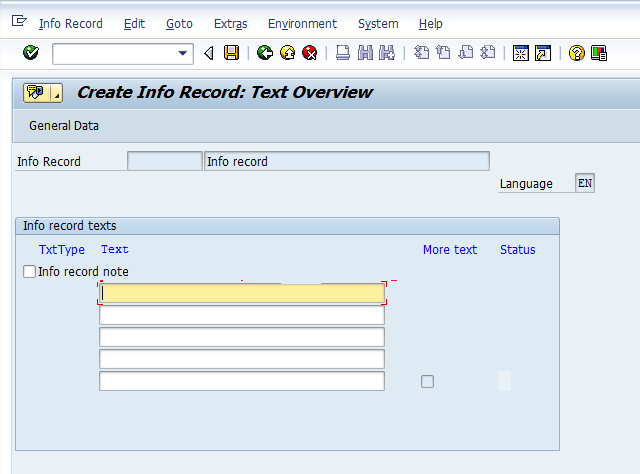 Info Record Edit Goto Extras Environment System Help
Create Info Record: Text Overview
General Data
Info Record Info record
Language EN
Info record texts
TxtType Text More text Status
Info record note